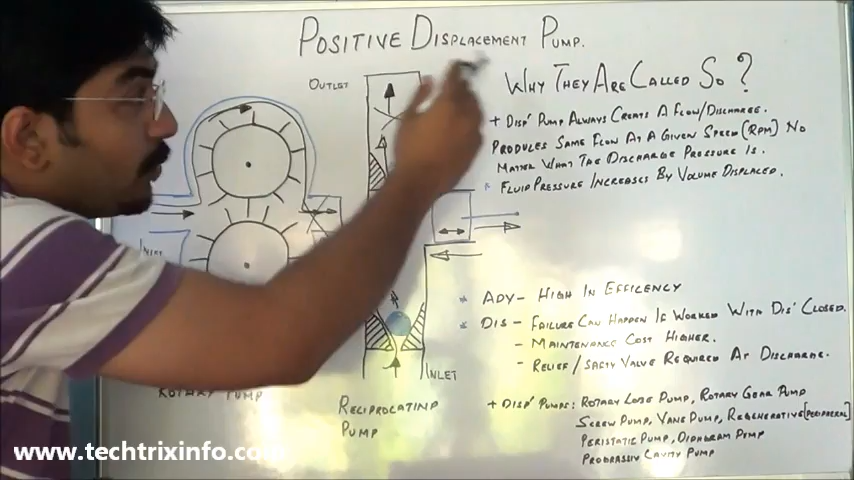 POSITIVE DISPLACEMENT PUMP.
OUTLET
WHY THEY ARE CALLED SO ?
+ DISP' PUMP ALWAYS CREATS A FLOW/DISCHARGE.
PRODULES SAME FLOW AT A GIVEN SPEED [RPM] NO
MATTER WHAT THE DISCHARGE PRESSURE IS.
* FLUID PRESSURE INCREASES BY VOLUME DISPLACED.
INLET
* ADV - HIGH IN EFFICENCY
* DIS - FAILURE CAN HAPPEN IF WORKED WITH DIS' CLOSED.
- MAINTENANCE COST HIGHER.
- RELIEF / SAFTY VALVE REQUIRED AT DISCHARGE.
INLET
ROTARY PUMP
RECIPROCATING
PUMP
+ DISP' PUMPS: ROTARY LOBE PUMP, ROTARY GEAR PUMP
SCREW PUMP, VANE PUMP, REGENERATIVE [PERIPHERAL]
PERISTATIC PUMP, DIAPHRAGM PUMP
PROGRASSIV CAVITY PUMP
www.techtrixinfo.com